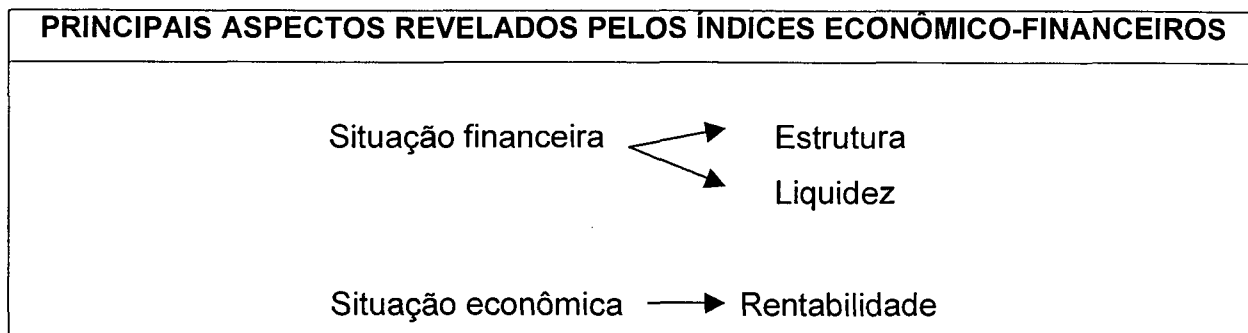 PRINCIPAIS ASPECTOS REVELADOS PELOS ÍNDICES ECONÔMICO-FINANCEIROS
Situação financeira
Estrutura
Liquidez
Situação econômica
Rentabilidade